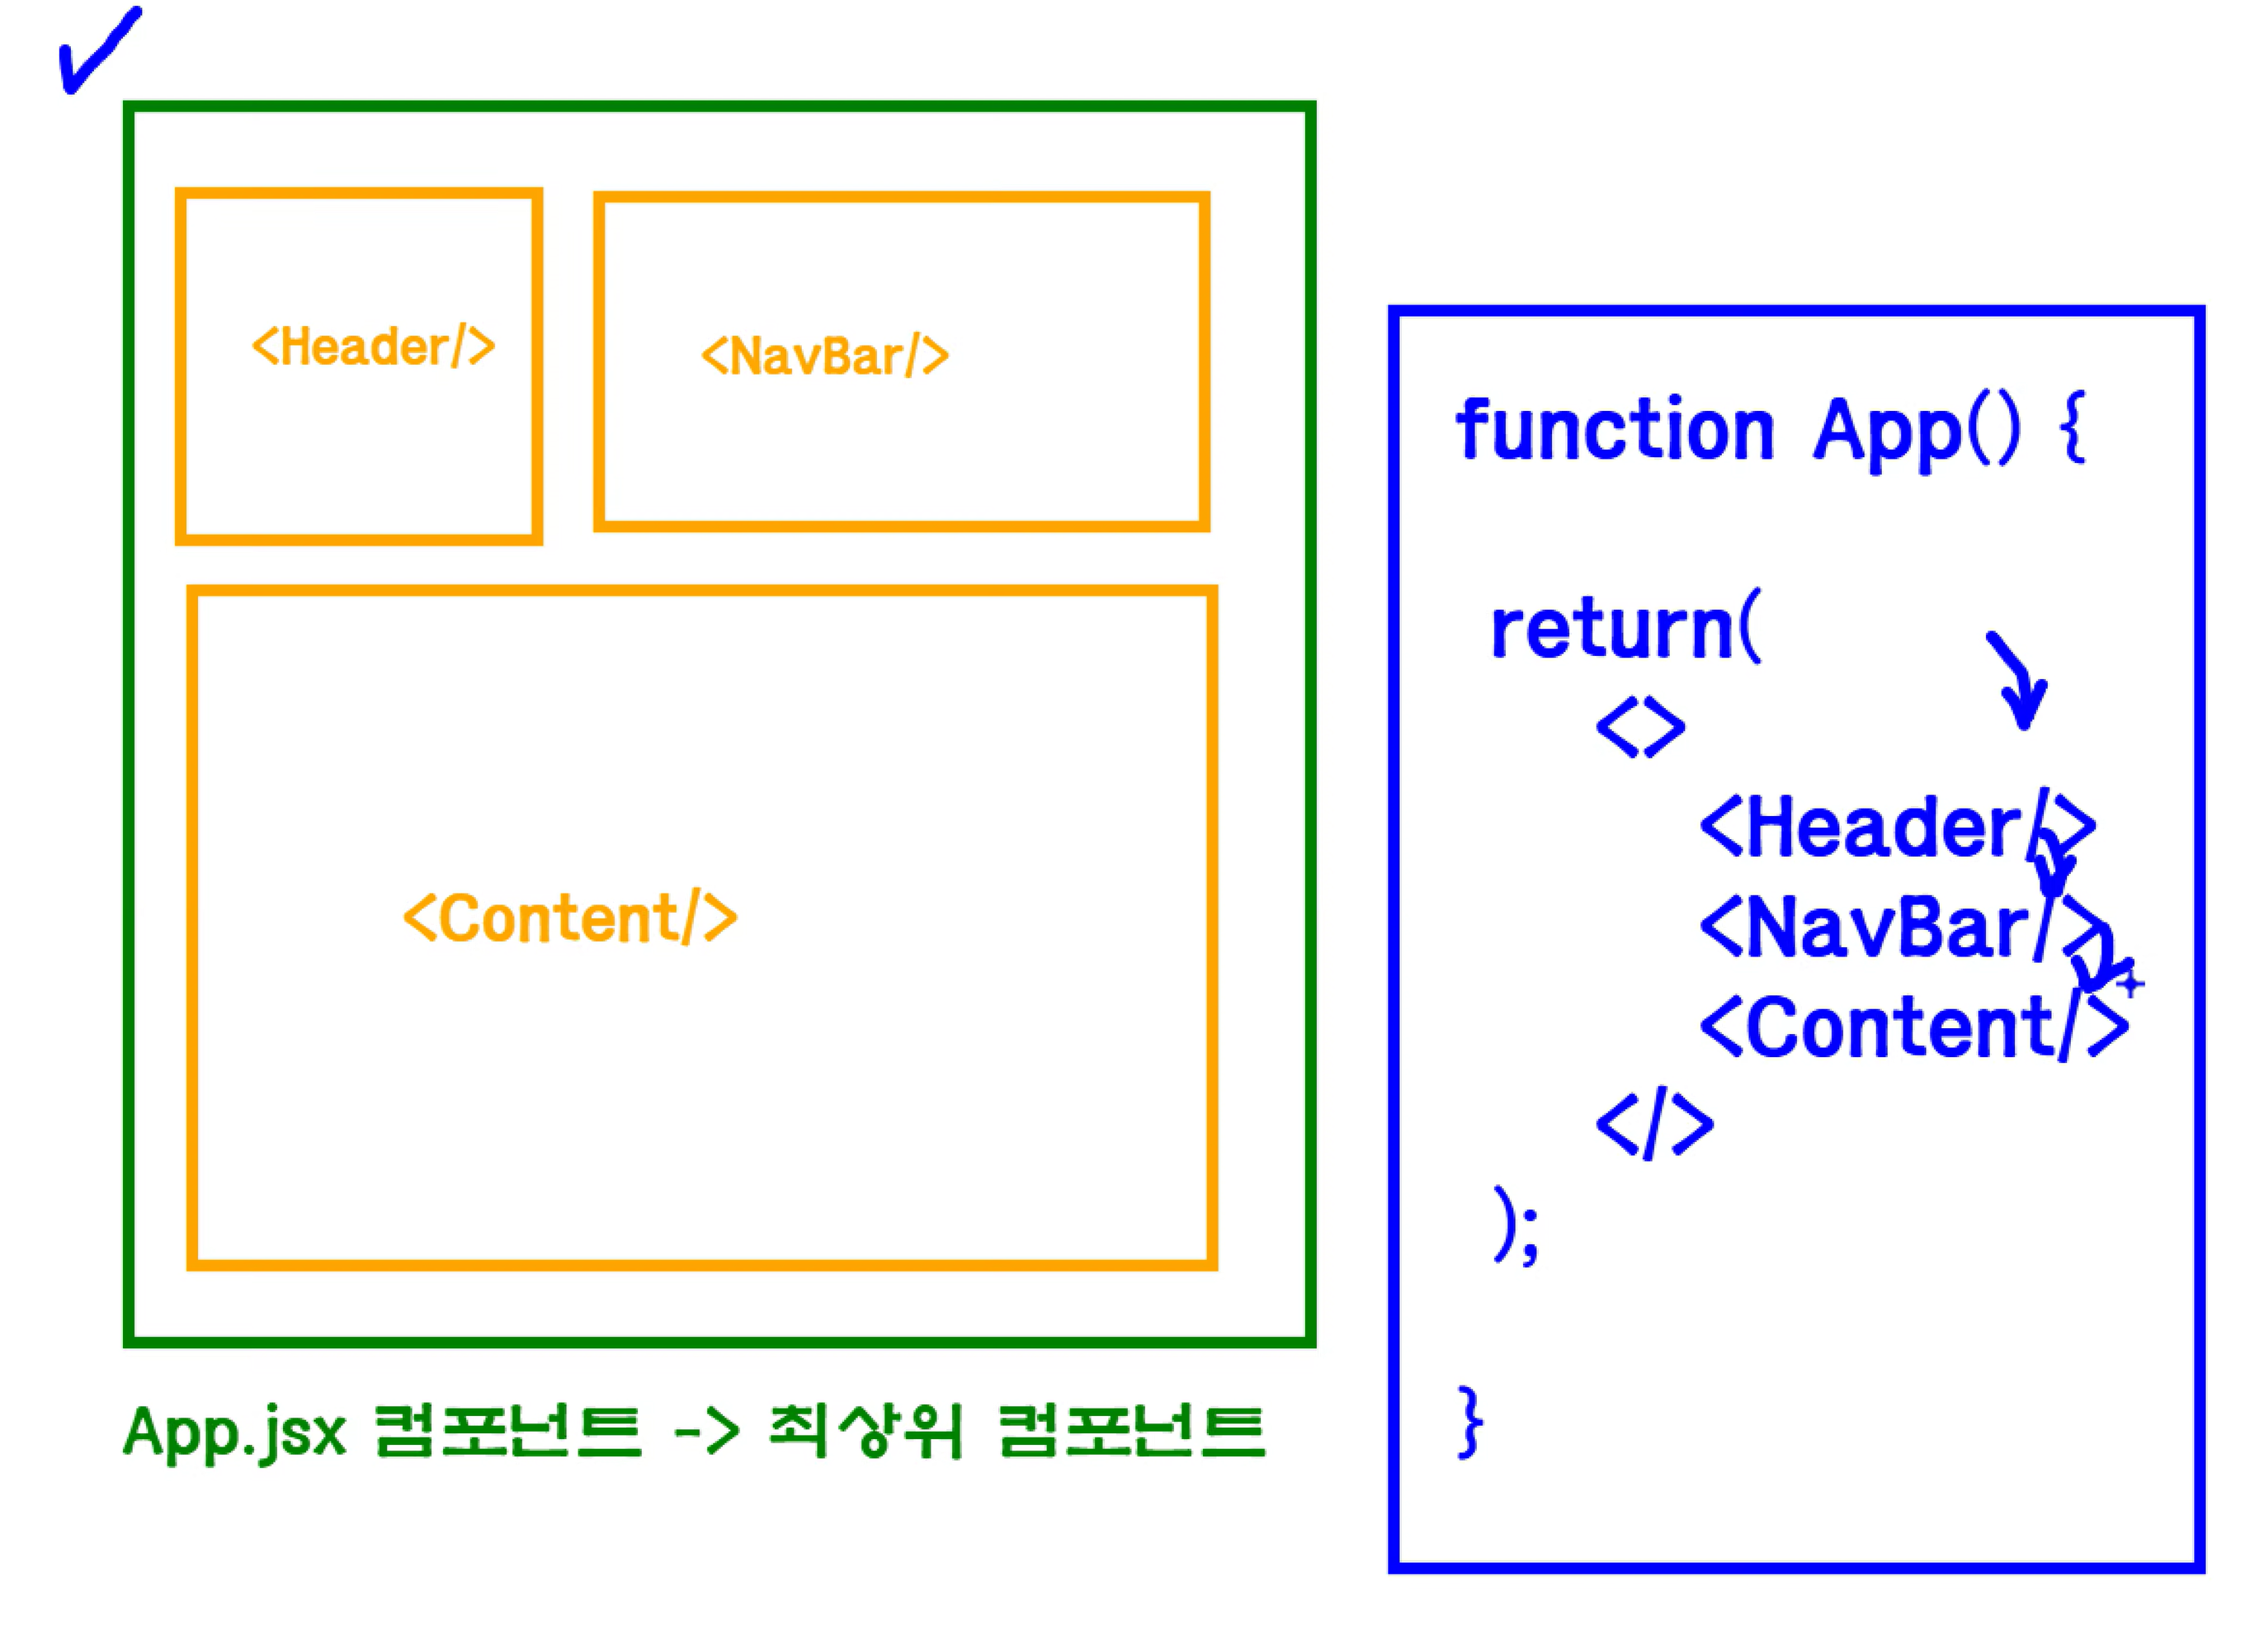 <Header/>
<NavBar/>
<Content/>
App.jsx 컴포넌트 -> 최상위 컴포넌트
function App() {
return(
<>
<Header/>
<NavBar/>
<Content/>
</>
);
}